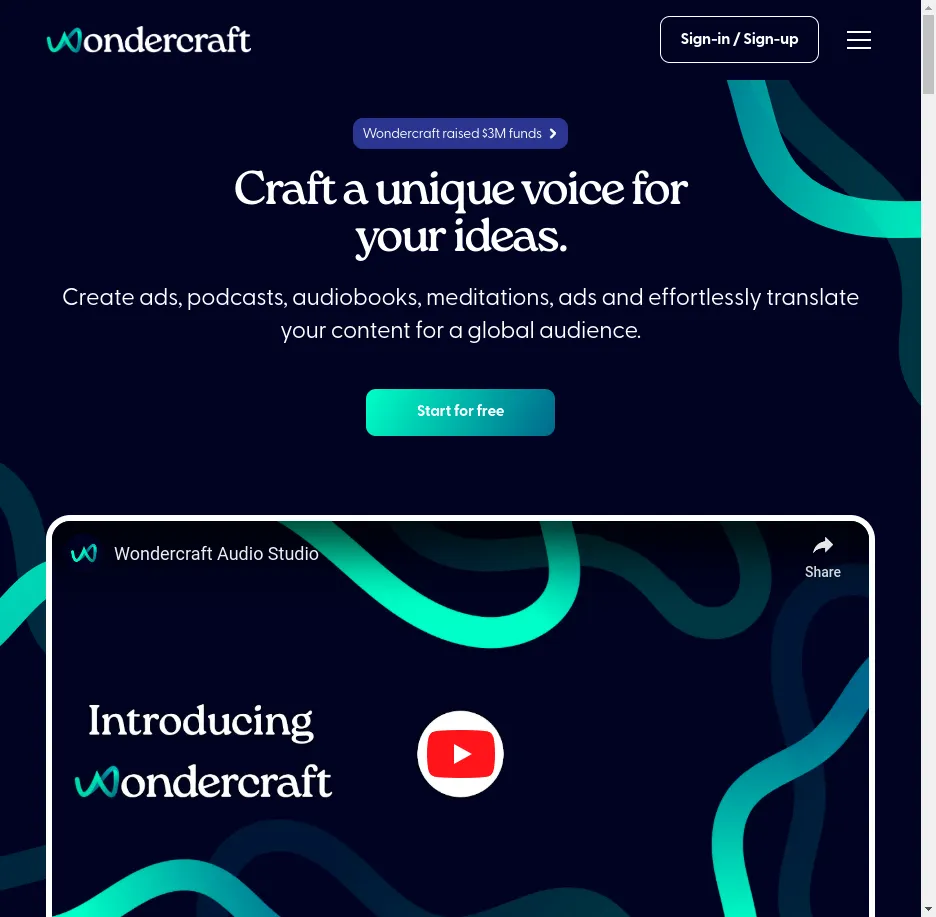 Wondercraft
Sign-in / Sign-up
Wondercraft raised $3M funds
Craft a unique voice for
your ideas.
Create ads, podcasts, audiobooks, meditations, ads and effortlessly translate
your content for a global audience.
Start for free
Wondercraft Audio Studio
Share
Introducing
Wondercraft